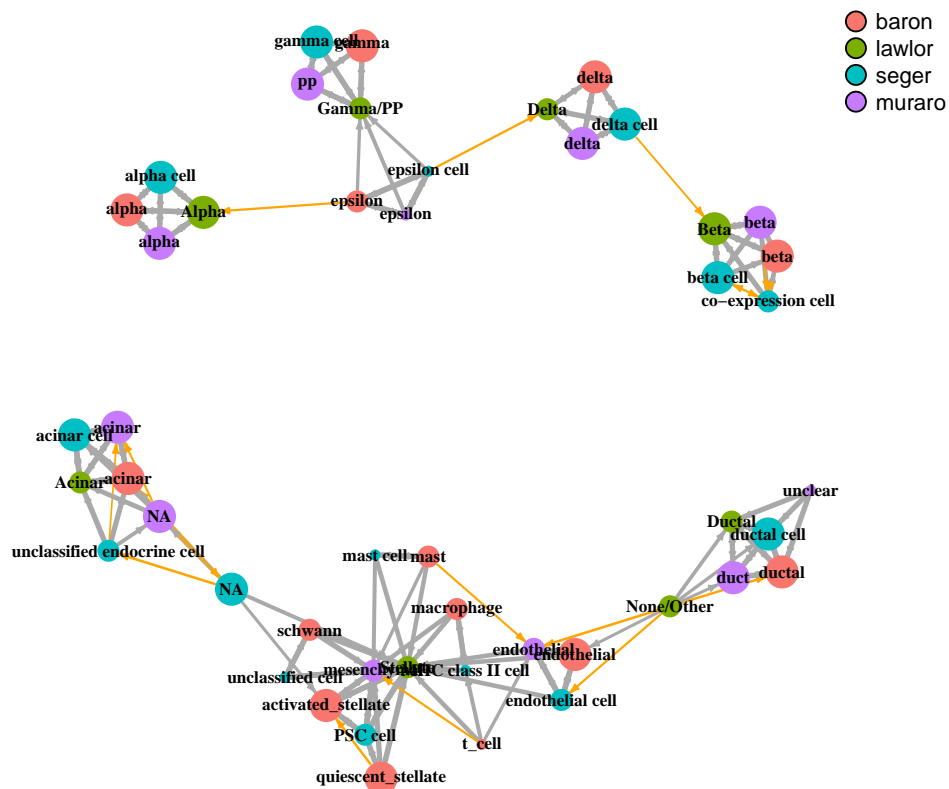 baron
lawlor
seger
muraro
gamma cell
gamma
pp
Gamma/PP
delta
Delta
delta cell
delta
epsilon cell
epsilon
epsilon
alpha cell
alpha
Alpha
alpha
Beta
beta
beta
beta cell
co−expression cell
acinar cell
acinar
Acinar
acinar
NA
unclassified endocrine cell
NA
unclear
Ductal
ductal cell
duct
ductal
None/Other
mast cell
mast
macrophage
schwann
endothelial
endothelial
Stellate
class II cell
unclassified cell
activated_stellate
endothelial cell
PSC cell
t_cell
quiescent_stellate